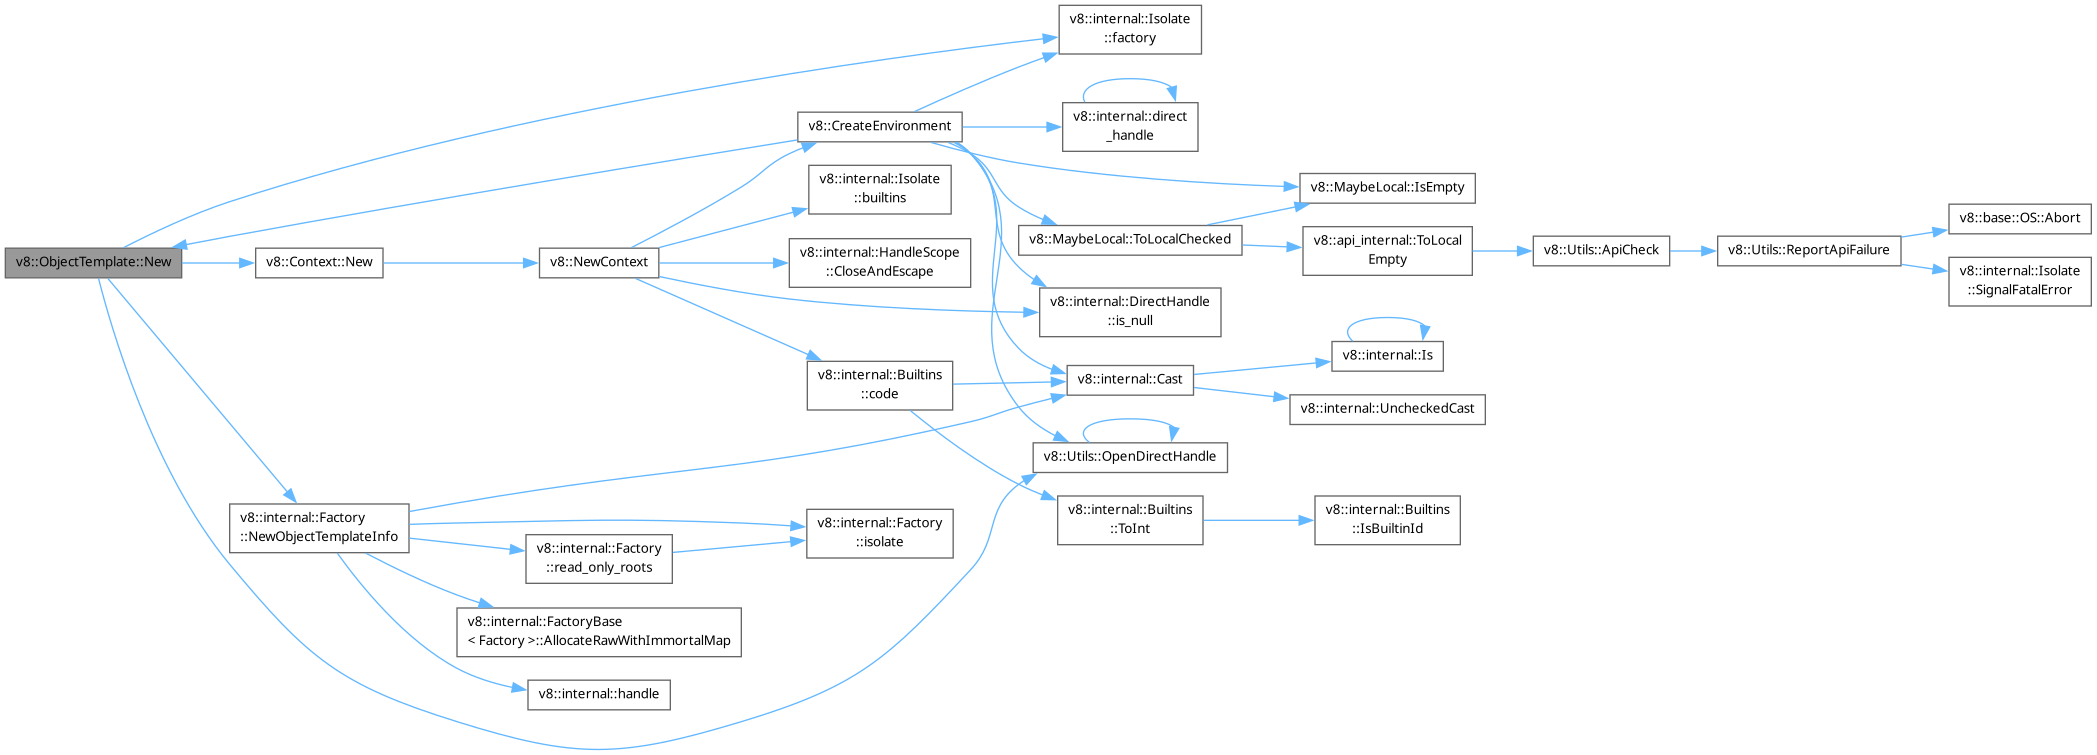 v8::ObjectTemplate::New
v8::internal::Isolate
::factory
v8::Context::New
v8::NewContext
v8::CreateEnvironment
v8::internal::direct
_handle
v8::MaybeLocal::IsEmpty
v8::MaybeLocal::ToLocalChecked
v8::api_internal::ToLocal
Empty
v8::Utils::ApiCheck
v8::Utils::ReportApiFailure
v8::base::OS::Abort
v8::internal::Isolate
::SignalFatalError
v8::internal::DirectHandle
::is_null
v8::internal::Cast
v8::internal::Is
v8::internal::UncheckedCast
v8::Utils::OpenDirectHandle
v8::internal::Isolate
::builtins
v8::internal::HandleScope
::CloseAndEscape
v8::internal::Builtins
::code
v8::internal::Builtins
::ToInt
v8::internal::Builtins
::IsBuiltinId
v8::internal::Factory
::NewObjectTemplateInfo
v8::internal::Factory
::isolate
v8::internal::Factory
::read_only_roots
v8::internal::FactoryBase
< Factory >::AllocateRawWithImmortalMap
v8::internal::handle